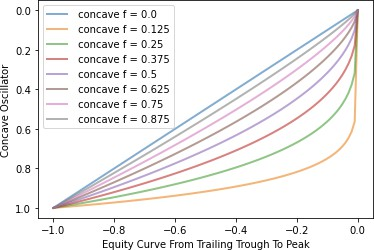 concave f = 0.0
concave f = 0.125
concave f = 0.25
concave f = 0.375
concave f = 0.5
concave f = 0.625
concave f = 0.75
concave f = 0.875
Concave Oscillator
0.0
0.2
0.4
0.6
0.8
1.0
−1.0 −0.8 −0.6 −0.4 −0.2 0.0
Equity Curve From Trailing Trough To Peak